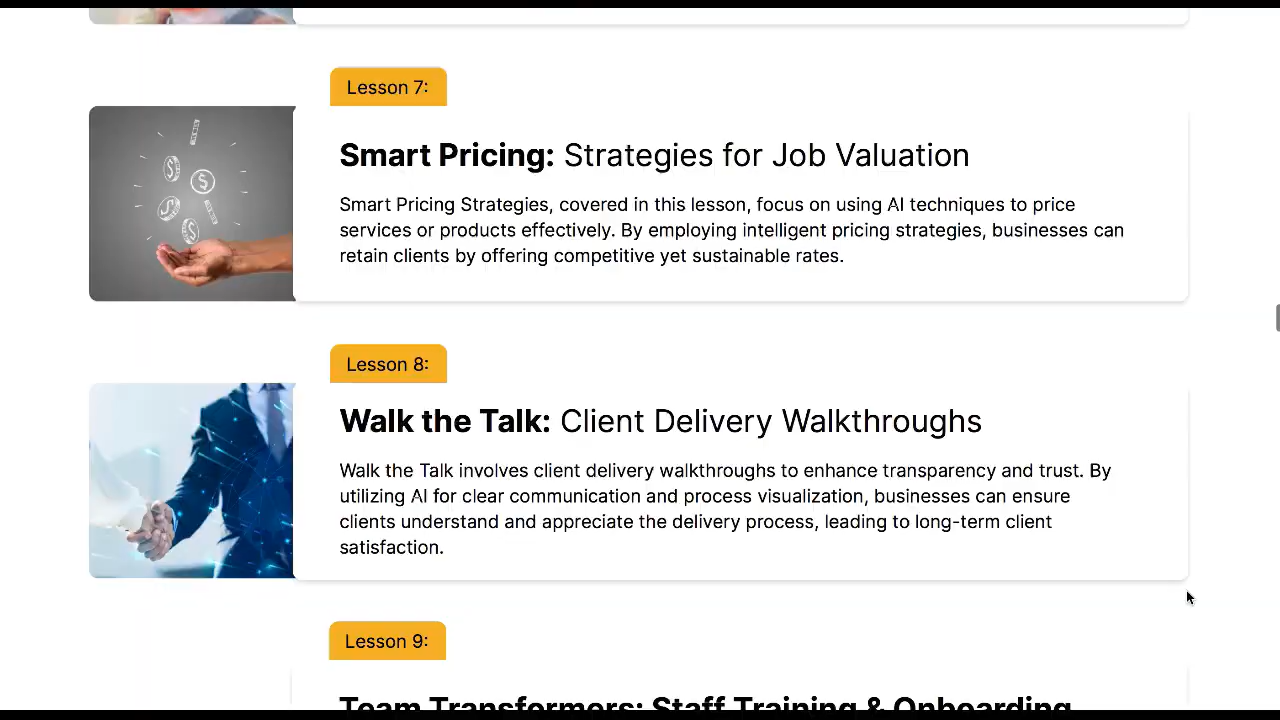 Lesson 7:
Smart Pricing: Strategies for Job Valuation
Smart Pricing Strategies, covered in this lesson, focus on using AI techniques to price
services or products effectively. By employing intelligent pricing strategies, businesses can
retain clients by offering competitive yet sustainable rates.
Lesson 8:
Walk the Talk: Client Delivery Walkthroughs
Walk the Talk involves client delivery walkthroughs to enhance transparency and trust. By
utilizing AI for clear communication and process visualization, businesses can ensure
clients understand and appreciate the delivery process, leading to long-term client
satisfaction.
Lesson 9:
Team Transformers: Staff Training & Onboarding